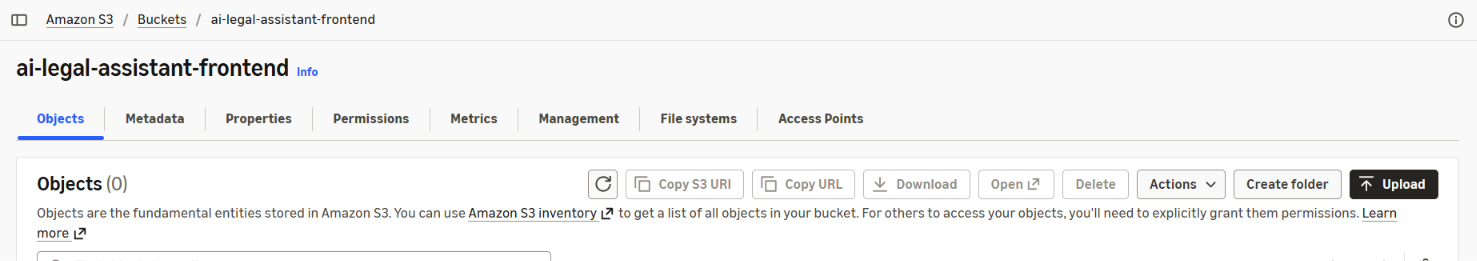 Amazon S3 / Buckets / ai-legal-assistant-frontend
ai-legal-assistant-frontend Info
Objects Metadata Properties Permissions Metrics Management File systems Access Points
Objects (0) Copy S3 URI Copy URL Download Open Delete Actions Create folder Upload
Objects are the fundamental entities stored in Amazon S3. You can use Amazon S3 inventory to get a list of all objects in your bucket. For others to access your objects, you'll need to explicitly grant them permissions. Learn
more